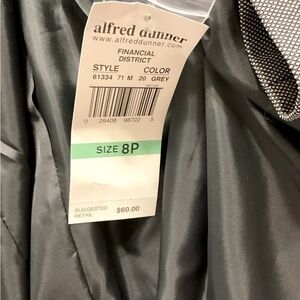 alfred dunner
www.alfreddunner.com
FINANCIAL
DISTRICT
STYLE COLOR
61334 71 M 20 GREY
0 29408 98722 5
SIZE 8P
SUGGESTED
RETAIL $60.00